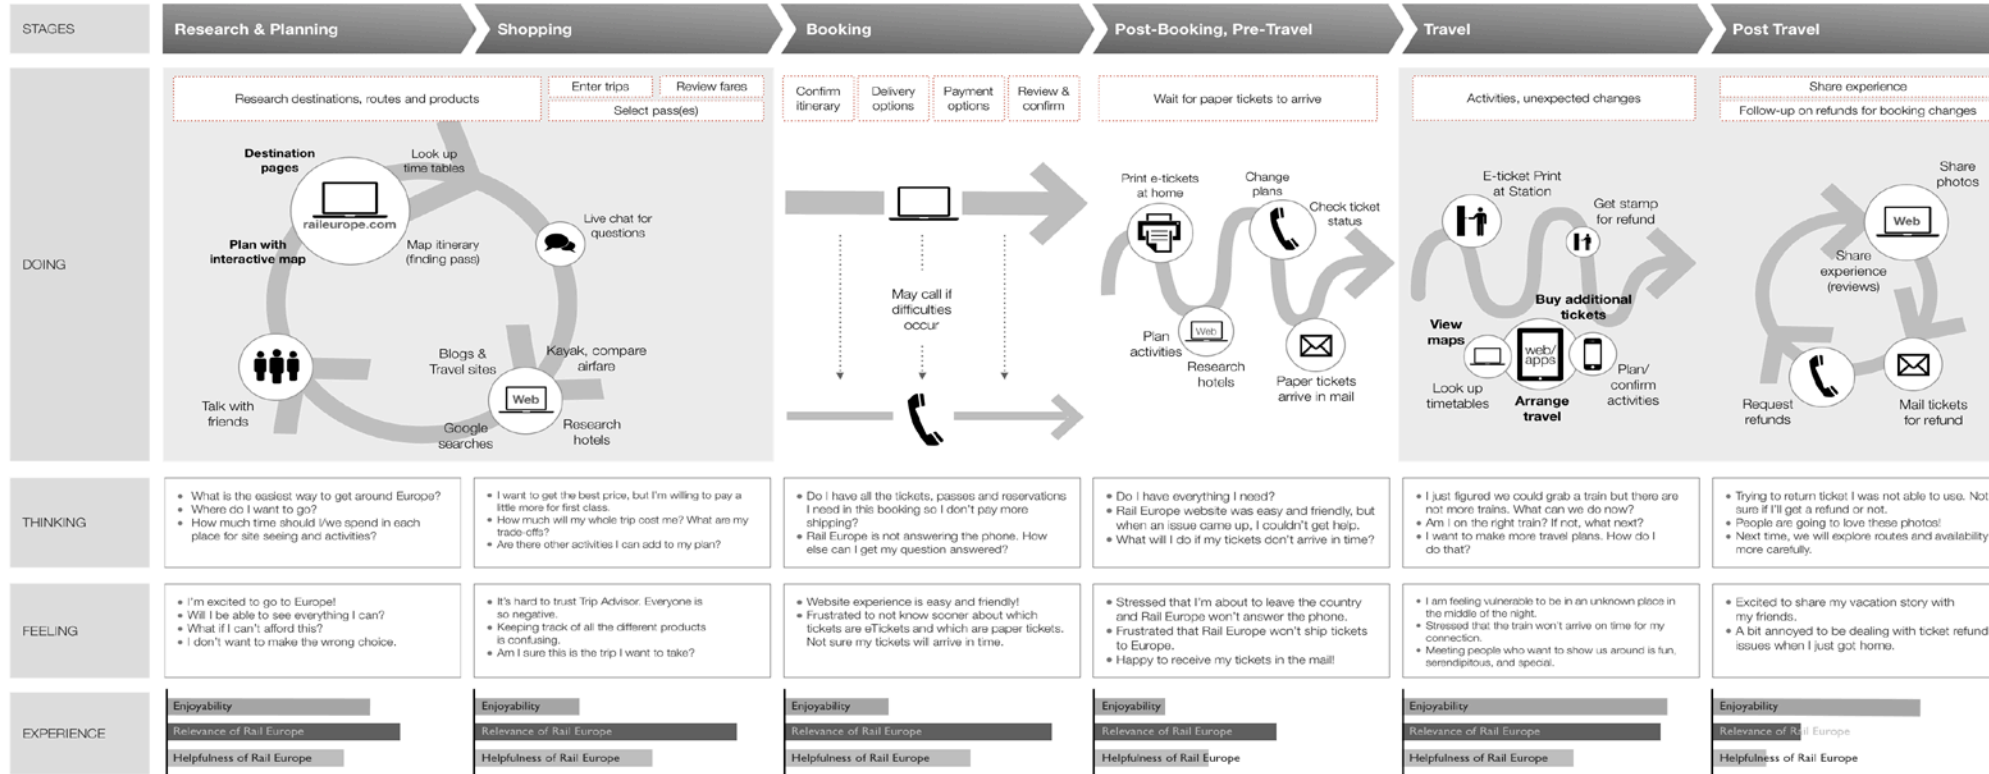 STAGES
Research & Planning
Shopping
Booking
Post-Booking, Pre-Travel
Travel
Post Travel
DOING
Research destinations, routes and products
Enter trips
Review fares
Select pass(es)
Destination
pages
Look up
time tables
raileurope.com
Plan with
interactive map
Map itinerary
(finding pass)
Live chat for
questions
Talk with
friends
Blogs &
Travel sites
Kayak, compare
airfare
Web
Google
searches
Research
hotels
Confirm
itinerary
Delivery
options
Payment
options
Review &
confirm
May call if
difficulties
occur
Wait for paper tickets to arrive
Print e-tickets
at home
Change
plans
Check ticket
status
Web
Plan
activities
Research
hotels
Paper tickets
arrive in mail
Activities, unexpected changes
E-ticket Print
at Station
Get stamp
for refund
Buy additional
tickets
View
maps
web/
apps
Look up
timetables
Arrange
travel
Plan/
confirm
activities
Share experience
Follow-up on refunds for booking changes
Share
photos
Web
Share
experience
(reviews)
Request
refunds
Mail tickets
for refund
THINKING
• What is the easiest way to get around Europe?
• Where do I want to go?
• How much time should I/we spend in each
place for site seeing and activities?
• I want to get the best price, but I'm willing to pay a
little more for first class.
• How much will my whole trip cost me? What are my
trade-offs?
• Are there other activities I can add to my plan?
• Do I have all the tickets, passes and reservations
I need in this booking so I don't pay more
shipping?
• Rail Europe is not answering the phone. How
else can I get my question answered?
• Do I have everything I need?
• Rail Europe website was easy and friendly, but
when an issue came up, I couldn't get help.
• What will I do if my tickets don't arrive in time?
• I just figured we could grab a train but there are
not more trains. What can we do now?
• Am I on the right train? If not, what next?
• I want to make more travel plans. How do I
do that?
• Trying to return ticket I was not able to use. Not
sure if I'll get a refund or not.
• People are going to love these photos!
• Next time, we will explore routes and availability
more carefully.
FEELING
• I'm excited to go to Europe!
• Will I be able to see everything I can?
• What if I can't afford this?
• I don't want to make the wrong choice.
• It's hard to trust Trip Advisor. Everyone is
so negative.
• Keeping track of all the different products
is confusing.
• Am I sure this is the trip I want to take?
• Website experience is easy and friendly!
• Frustrated to not know sooner about which
tickets are eTickets and which are paper tickets.
Not sure my tickets will arrive in time.
• Stressed that I'm about to leave the country
and Rail Europe won't answer the phone.
• Frustrated that Rail Europe won't ship tickets
to Europe.
• Happy to receive my tickets in the mail!
• I am feeling vulnerable to be in an unknown place in
the middle of the night.
• Stressed that the train won't arrive on time for my
connection.
• Meeting people who want to show us around is fun,
serendipitous, and special.
• Excited to share my vacation story with
my friends.
• A bit annoyed to be dealing with ticket refund
issues when I just got home.
EXPERIENCE
Enjoyability
Relevance of Rail Europe
Helpfulness of Rail Europe
Enjoyability
Relevance of Rail Europe
Helpfulness of Rail Europe
Enjoyability
Relevance of Rail Europe
Helpfulness of Rail Europe
Enjoyability
Relevance of Rail Europe
Helpfulness of Rail Europe
Enjoyability
Relevance of Rail Europe
Helpfulness of Rail Europe
Enjoyability
Relevance of Rail Europe
Helpfulness of Rail Europe